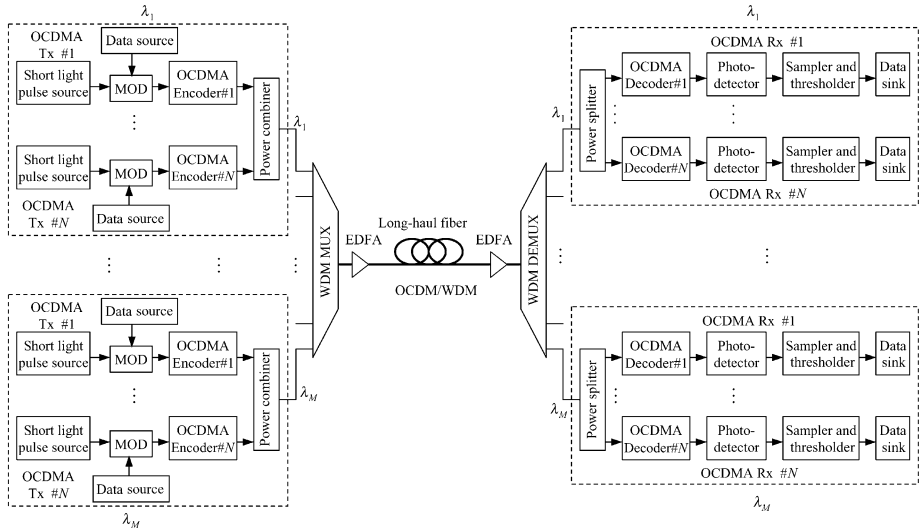 λ1
OCDMA
Tx #1
Data source
Short light
pulse source
MOD
OCDMA
Encoder#1
Power combiner
Short light
pulse source
MOD
OCDMA
Encoder#N
OCDMA
Tx #N
Data source
λ1
OCDMA
Tx #1
Data source
Short light
pulse source
MOD
OCDMA
Encoder#1
Power combiner
Short light
pulse source
MOD
OCDMA
Encoder#N
OCDMA
Tx #N
Data source
λM
λM
WDM MUX
EDFA
Long-haul fiber
OCDM/WDM
EDFA
WDM DEMUX
λ1
λ1
OCDMA Rx #1
Power splitter
OCDMA
Decoder#1
Photo-
detector
Sampler and
thresholder
Data
sink
OCDMA
Decoder#N
Photo-
detector
Sampler and
thresholder
Data
sink
OCDMA Rx #N
λM
OCDMA Rx #1
Power splitter
OCDMA
Decoder#1
Photo-
detector
Sampler and
thresholder
Data
sink
OCDMA
Decoder#N
Photo-
detector
Sampler and
thresholder
Data
sink
OCDMA Rx #N
λM